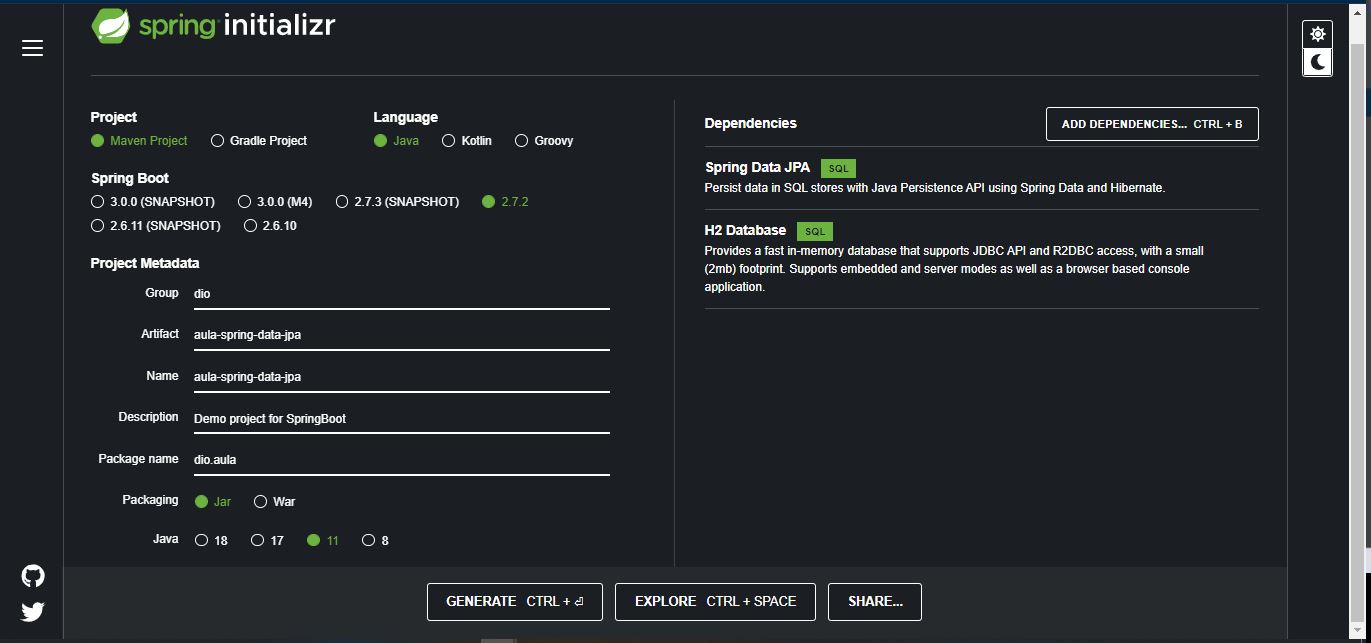 spring initializr
Project
Maven Project Gradle Project
Language
Java Kotlin Groovy
Spring Boot
3.0.0 (SNAPSHOT) 3.0.0 (M4) 2.7.3 (SNAPSHOT) 2.7.2
2.6.11 (SNAPSHOT) 2.6.10
Project Metadata
Group dio
Artifact aula-spring-data-jpa
Name aula-spring-data-jpa
Description Demo project for SpringBoot
Package name dio.aula
Packaging Jar War
Java 18 17 11 8
Dependencies
ADD DEPENDENCIES... CTRL + B
Spring Data JPA SQL
Persist data in SQL stores with Java Persistence API using Spring Data and Hibernate.
H2 Database SQL
Provides a fast in-memory database that supports JDBC API and R2DBC access, with a small
(2mb) footprint. Supports embedded and server modes as well as a browser based console
application.
GENERATE CTRL + ⏎
EXPLORE CTRL + SPACE
SHARE...